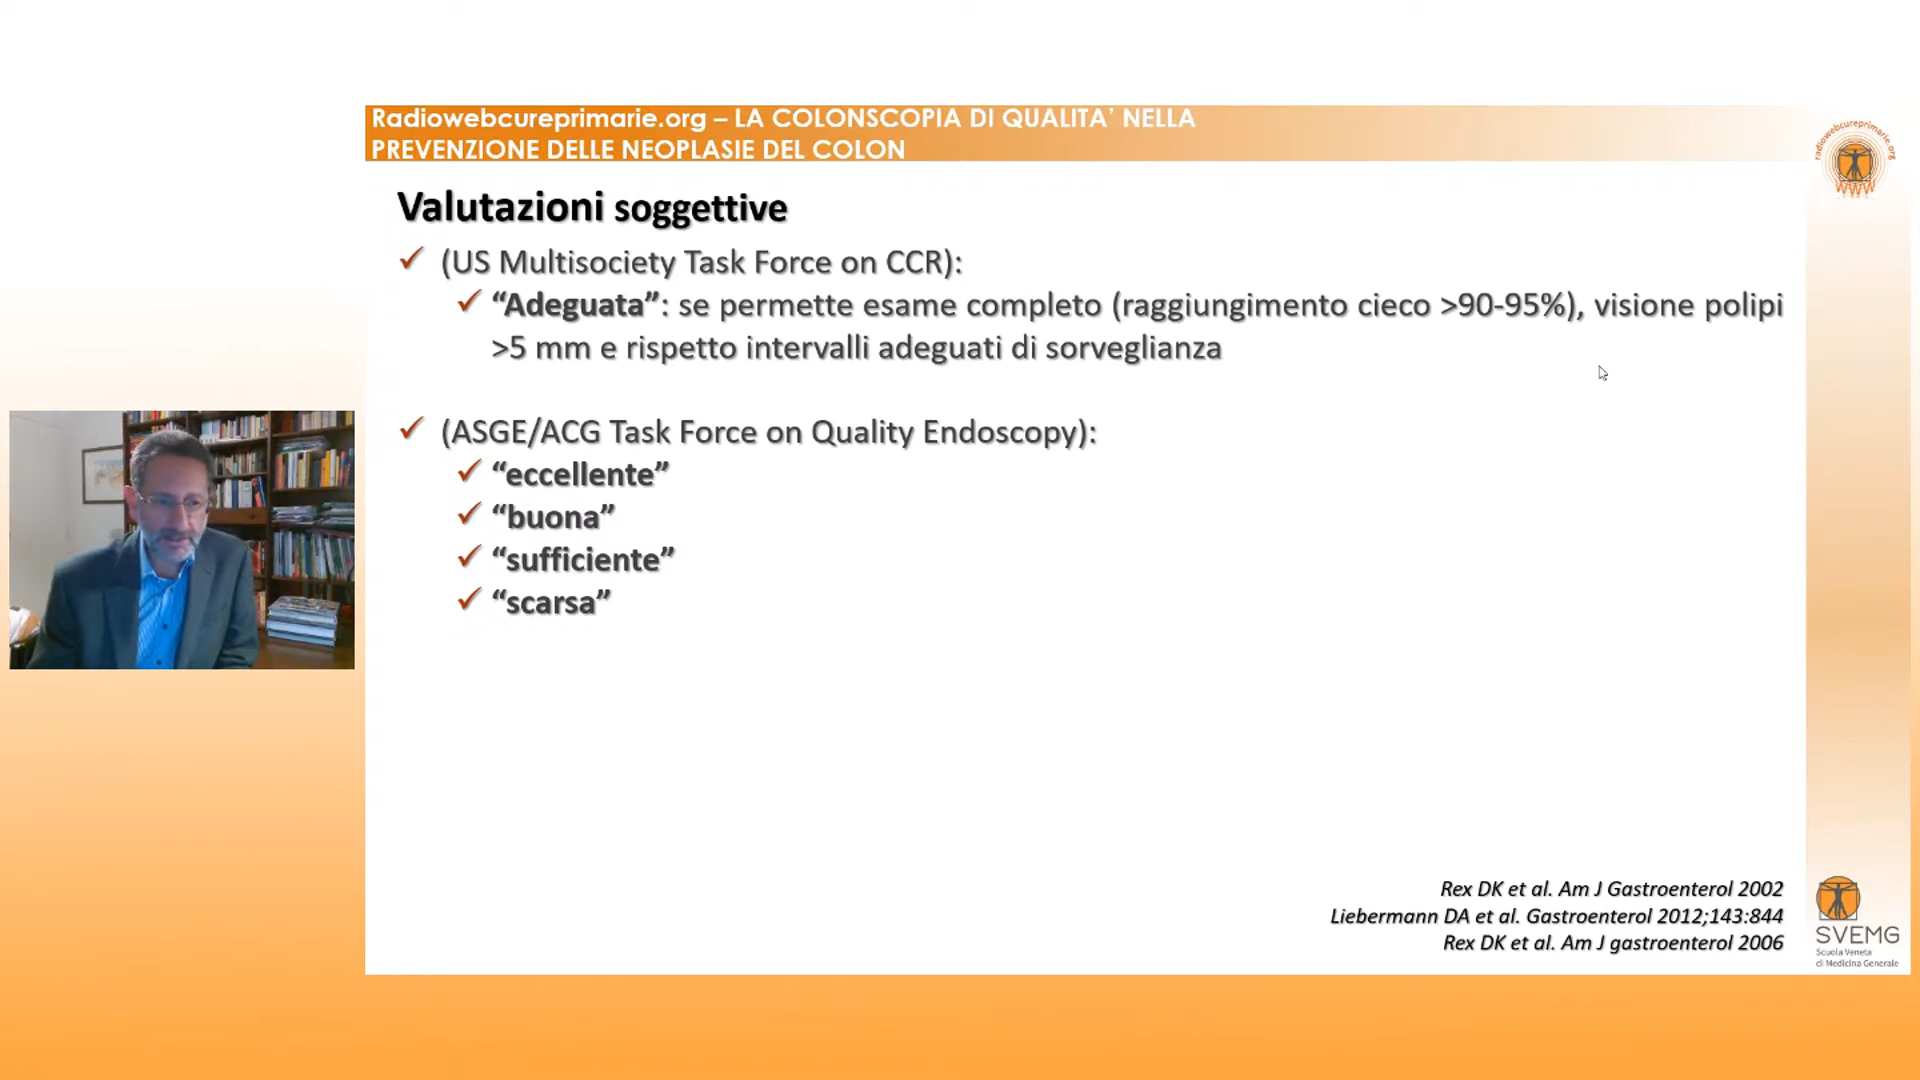 Radiowebcureprimarie.org – LA COLONSCOPIA DI QUALITA’ NELLA
PREVENZIONE DELLE NEOPLASIE DEL COLON
radiowebcureprimarie.org
WWW
Valutazioni soggettive
(US Multisociety Task Force on CCR):
“Adeguata”: se permette esame completo (raggiungimento cieco >90-95%), visione polipi
>5 mm e rispetto intervalli adeguati di sorveglianza
(ASGE/ACG Task Force on Quality Endoscopy):
“eccellente”
“buona”
“sufficiente”
“scarsa”
Rex DK et al. Am J Gastroenterol 2002
Liebermann DA et al. Gastroenterol 2012;143:844
Rex DK et al. Am J gastroenterol 2006
SVEMG
Scuola Veneta
di Medicina Generale